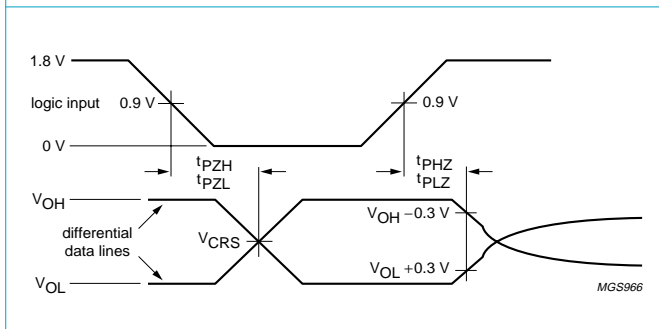 1.8 V
logic input
0.9 V
0.9 V
0 V
tPZH
tPZL
tPHZ
tPLZ
VOH
differential
data lines
VCRS
VOH −0.3 V
VOL +0.3 V
VOL
MGS966